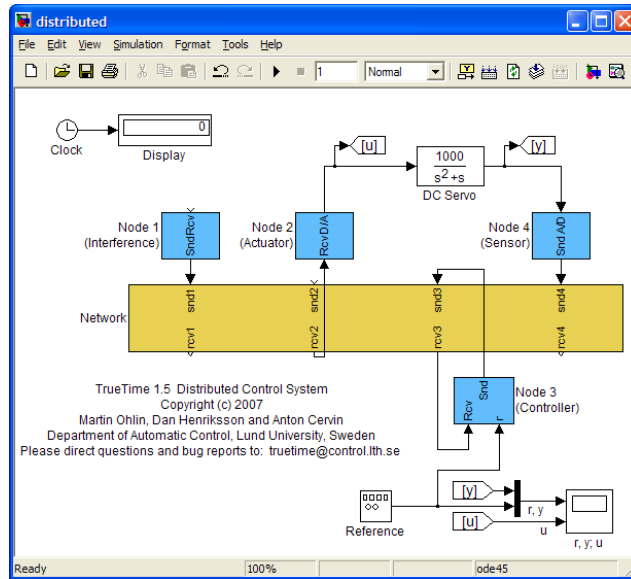 distributed
File Edit View Simulation Format Tools Help
1 Normal
0
Clock
Display
[u]
1000
s²+s
DC Servo
[y]
Node 1
(Interference)
SndRcv
Node 2
(Actuator)
RcvD/A
Node 4
(Sensor)
Snd A/D
Network
snd1
snd2
snd3
snd4
rcv1
rcv2
rcv3
rcv4
Rcv
Snd
r
Node 3
(Controller)
TrueTime 1.5 Distributed Control System
Copyright (c) 2007
Martin Ohlin, Dan Henriksson and Anton Cervin
Department of Automatic Control, Lund University, Sweden
Please direct questions and bug reports to: truetime@control.lth.se
Reference
[y]
[u]
r, y
u
r, y; u
Ready 100% ode45